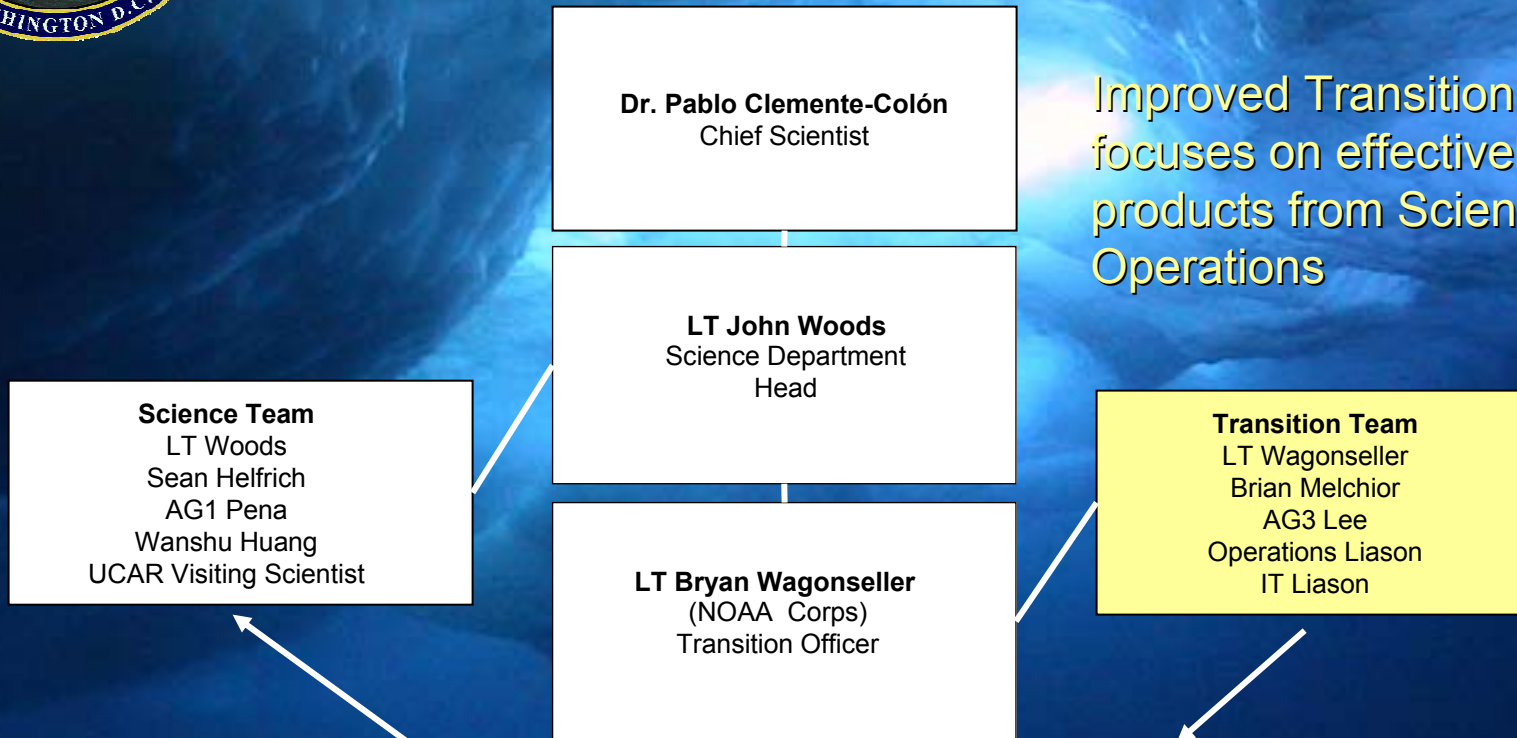 HINGTON D.C.
Dr. Pablo Clemente-Colón
Chief Scientist
Improved Transition
focuses on effective
products from Scien
Operations
LT John Woods
Science Department
Head
Science Team
LT Woods
Sean Helfrich
AG1 Pena
Wanshu Huang
UCAR Visiting Scientist
Transition Team
LT Wagonseller
Brian Melchior
AG3 Lee
Operations Liason
IT Liason
LT Bryan Wagonseller
(NOAA Corps)
Transition Officer